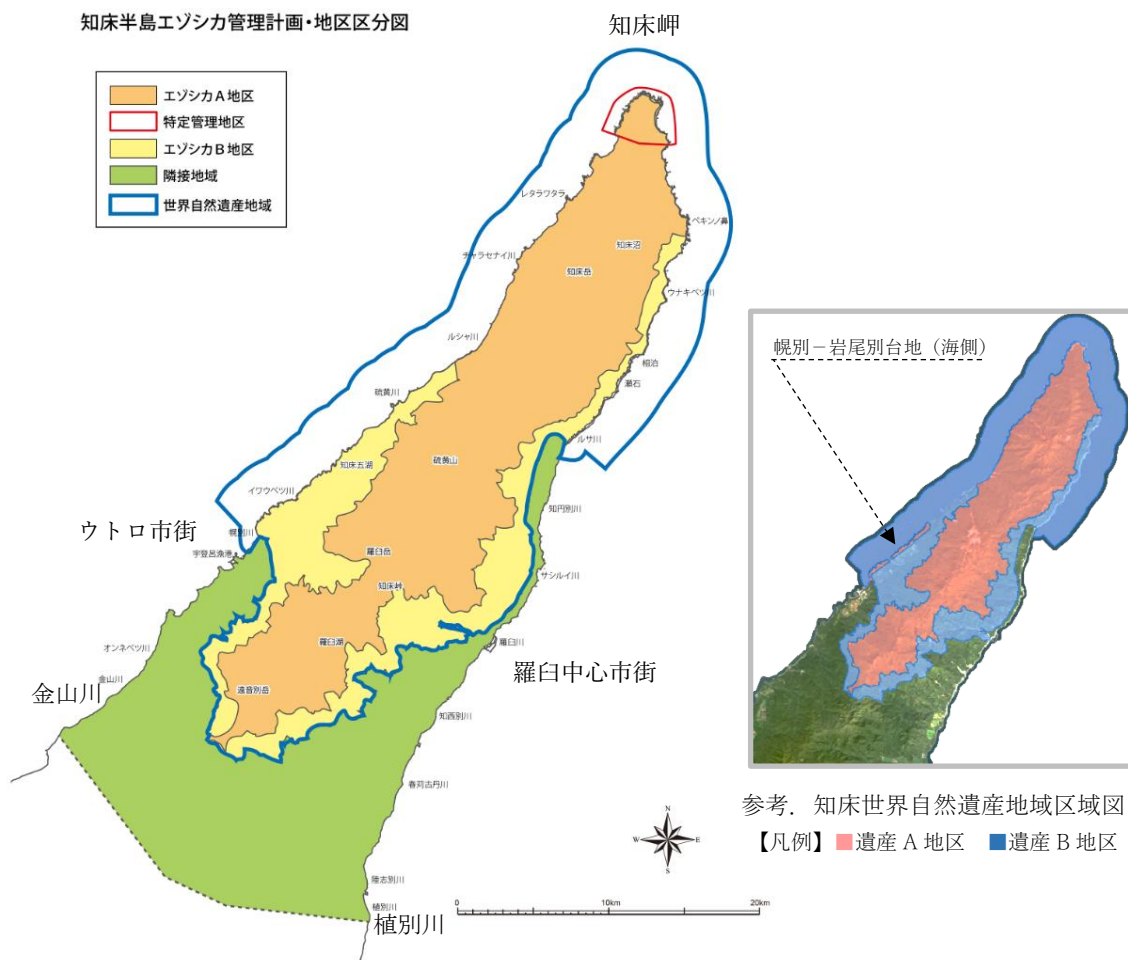 知床半島エゾシカ管理計画・地区区分図
知床岬
エゾシカA地区
特定管理地区
エゾシカB地区
隣接地域
世界自然遺産地域
レタラワタラ
ペキンノ鼻
知床沼
チャラセナイ川
知床岳
ウナキベツ川
ルシャ川
相泊
瀬石
硫黄川
ルサ川
知床五湖
硫黄山
イワウベツ川
知円別川
ウトロ市街
幌別川
宇登呂漁港
羅臼岳
知床峠
サシルイ川
羅臼湖
羅臼川
オンネベツ川
羅臼中心市街
金山川
金山川
遠音別岳
知西別川
春苅古丹川
陸志別川
植別川
植別川
N
W
E
S
0
10km
20km
幌別－岩尾別台地（海側）
参考．知床世界自然遺産地域区域図
【凡例】■遺産 A 地区 ■遺産 B 地区